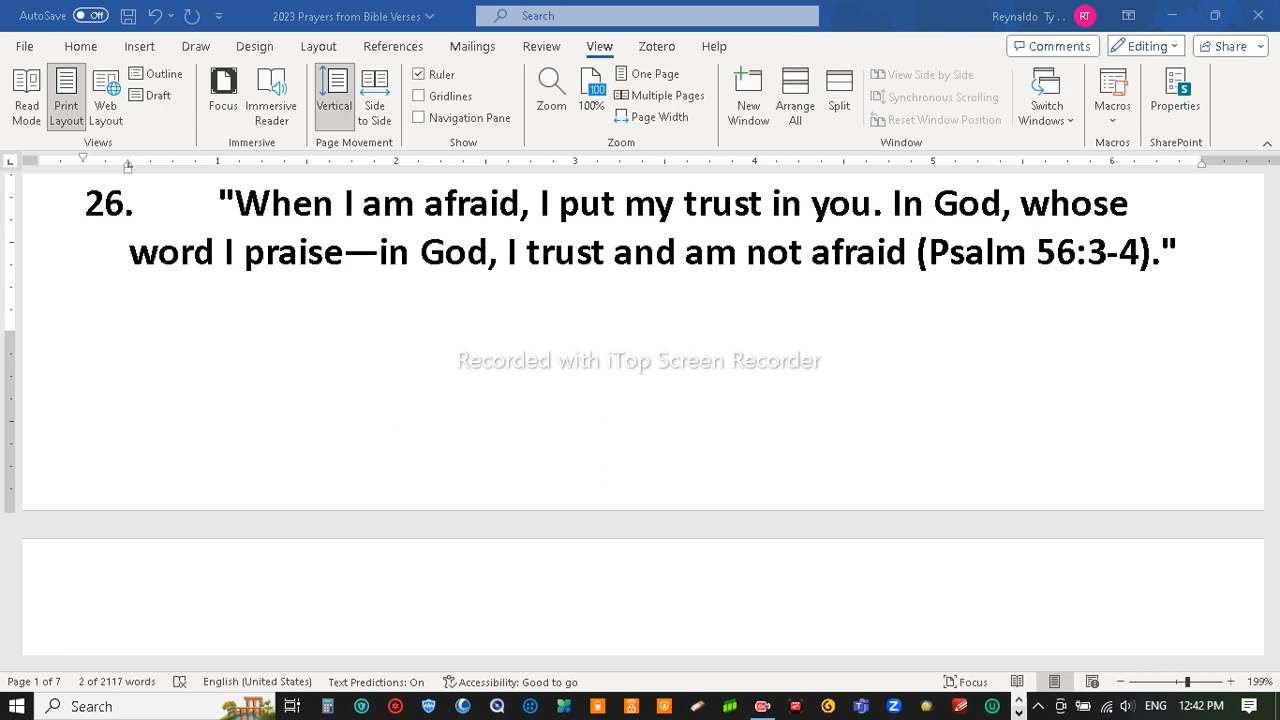 AutoSave Off 2023 Prayers from Bible Verses Search Reynaldo Ty . . RT
File Home Insert Draw Design Layout References Mailings Review View Zotero Help Comments Editing Share
Read Mode
Print Layout
Web Layout
Outline
Draft
Views
Focus
Immersive Reader
Immersive
Vertical
Side to Side
Page Movement
Ruler
Gridlines
Navigation Pane
Show
Zoom
100
100%
One Page
Multiple Pages
Page Width
Zoom
New Window
Arrange All
Split
View Side by Side
Synchronous Scrolling
Reset Window Position
Switch Windows
Window
Macros
Macros
Properties
SharePoint
1 2 3 4 5 6
26. "When I am afraid, I put my trust in you. In God, whose
word I praise—in God, I trust and am not afraid (Psalm 56:3-4)."
Recorded with iTop Screen Recorder
Page 1 of 7 2 of 2117 words English (United States) Text Predictions: On Accessibility: Good to go Focus 199%
Search ENG 12:42 PM